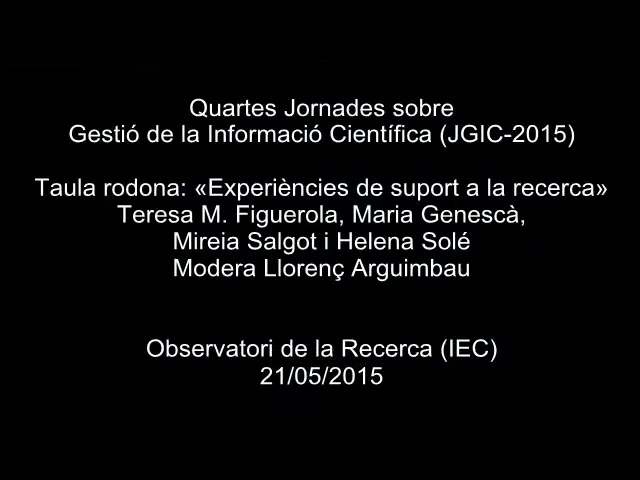 Quartes Jornades sobre
Gestió de la Informació Científica (JGIC-2015)
Taula rodona: «Experiències de suport a la recerca»
Teresa M. Figuerola, Maria Genescà,
Mireia Salgot i Helena Solé
Modera Llorenç Arguimbau
Observatori de la Recerca (IEC)
21/05/2015